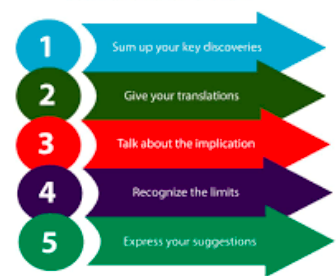 1 Sum up your key discoveries
2 Give your translations
3 Talk about the implication
4 Recognize the limits
5 Express your suggestions